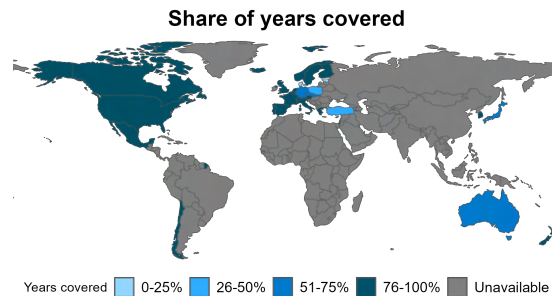 Share of years covered
Years covered 0-25% 26-50% 51-75% 76-100% Unavailable